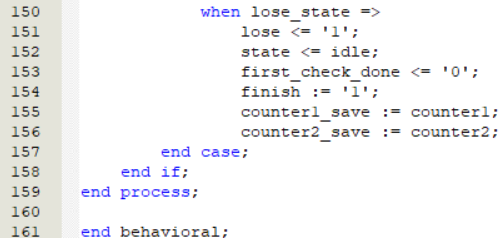 150 when lose_state =>
151 lose <= '1';
152 state <= idle;
153 first_check_done <= '0';
154 finish := '1';
155 counter1_save := counter1;
156 counter2_save := counter2;
157 end case;
158 end if;
159 end process;
160
161 end behavioral;